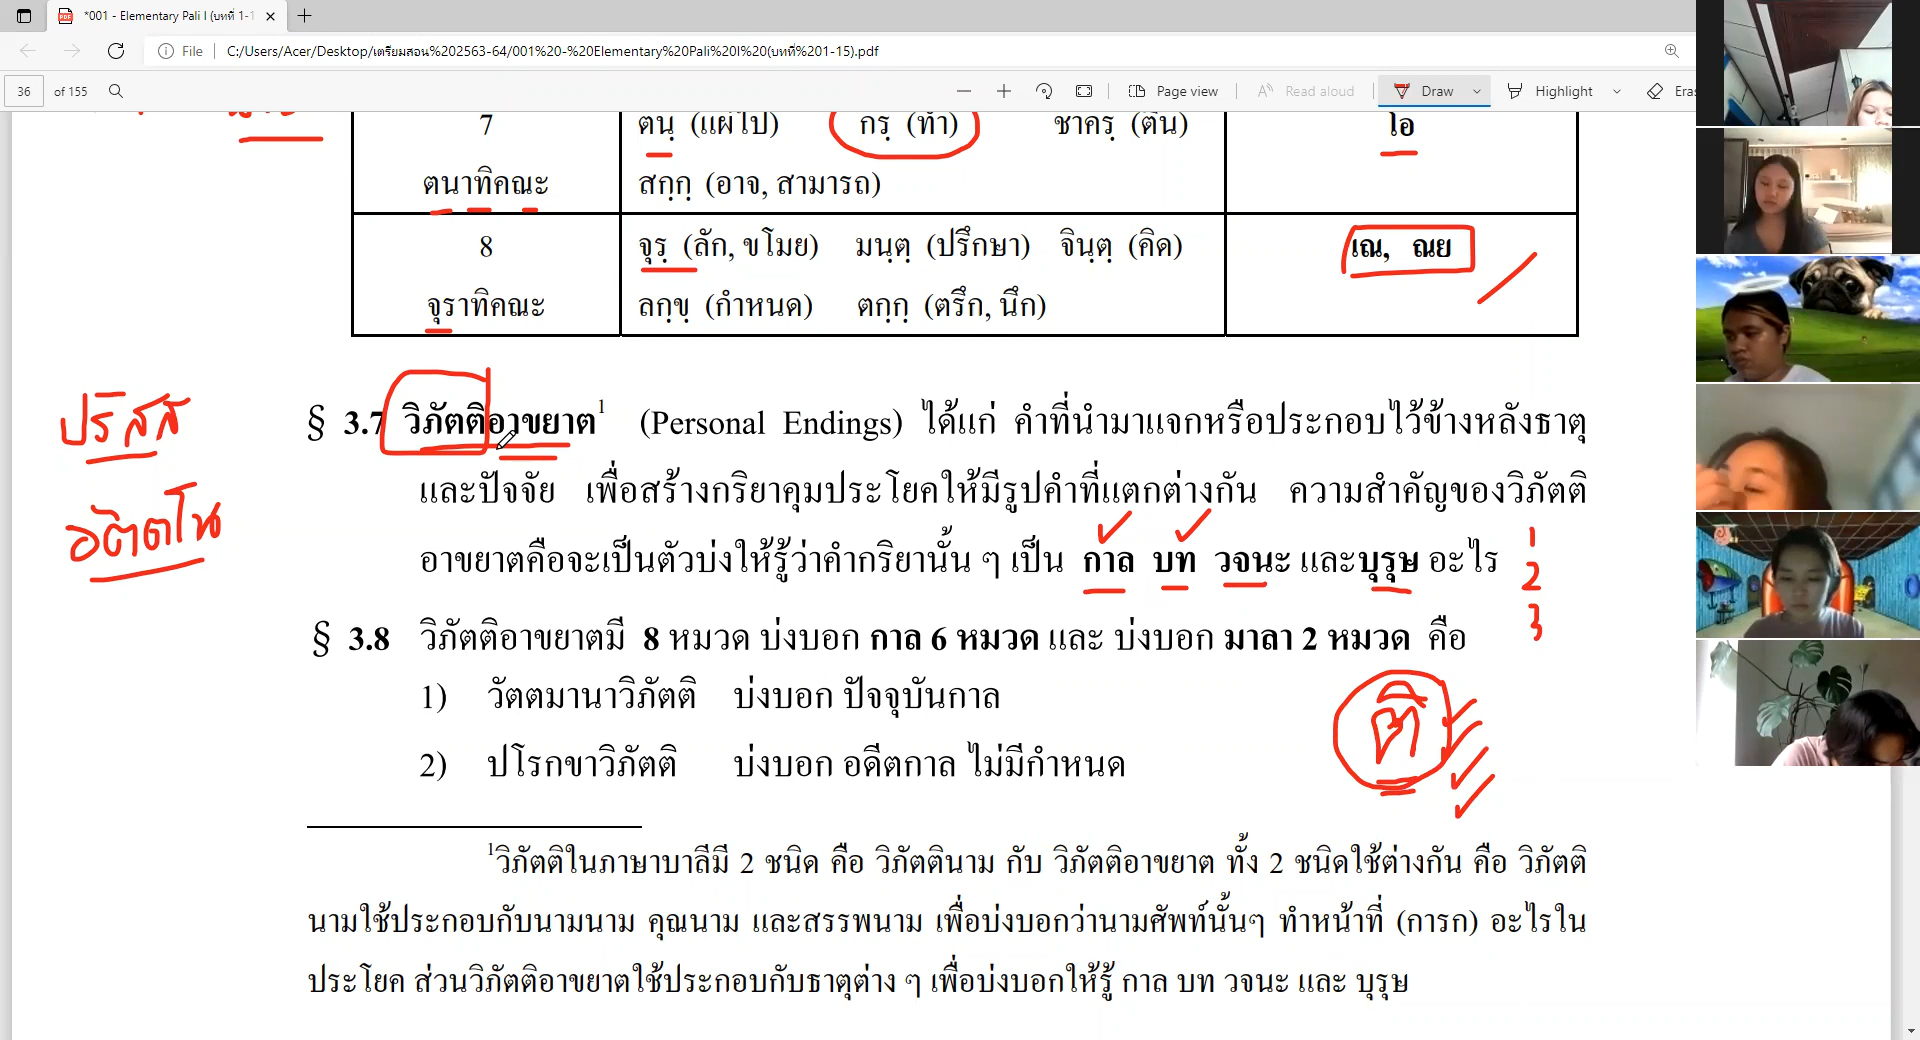 *001 - Elementary Pali I (บทที่ 1-1
File C:/Users/Acer/Desktop/เตรียมสอน%202563-64/001%20-%20Elementary%20Pali%20I%20(บทที่%201-15).pdf
36 of 155 Page view Read aloud Draw Highlight Eras
7 ตนฺ (แผ่ไป) กรฺ (ทำ) ชาครฺ (ตื่น) โอ
ตนาทิคณะ สกฺกฺ (อาจ, สามารถ)
8 จุรฺ (ลัก, ขโมย) มนฺตฺ (ปรึกษา) จินฺตฺ (คิด) เณ, ณย
จุราทิคณะ ลกฺขฺ (กำหนด) ตกฺกฺ (ตรึก, นึก)
ปริสส
อัตตโน
§ 3.7 วิภัตติอาขยาต1 (Personal Endings) ได้แก่ คำที่นำมาแจกหรือประกอบไว้ข้างหลังธาตุ
และปัจจัย เพื่อสร้างกริยาคุมประโยคให้มีรูปคำที่แตกต่างกัน ความสำคัญของวิภัตติ
อาขยาตคือจะเป็นตัวบ่งให้รู้ว่าคำกริยานั้น ๆ เป็น กาล บท วจนะ และบุรุษ อะไร
1
2
3
§ 3.8 วิภัตติอาขยาตมี 8 หมวด บ่งบอก กาล 6 หมวด และ บ่งบอก มาลา 2 หมวด คือ
1) วัตตมานาวิภัตติ บ่งบอก ปัจจุบันกาล
2) ปโรกขาวิภัตติ บ่งบอก อดีตกาล ไม่มีกำหนด
ติ
1วิภัตติในภาษาบาลีมี 2 ชนิด คือ วิภัตตินาม กับ วิภัตติอาขยาต ทั้ง 2 ชนิดใช้ต่างกัน คือ วิภัตติ
นามใช้ประกอบกับนามนาม คุณนาม และสรรพนาม เพื่อบ่งบอกว่านามศัพท์นั้นๆ ทำหน้าที่ (การก) อะไรใน
ประโยค ส่วนวิภัตติอาขยาตใช้ประกอบกับธาตุต่าง ๆ เพื่อบ่งบอกให้รู้ กาล บท วจนะ และ บุรุษ